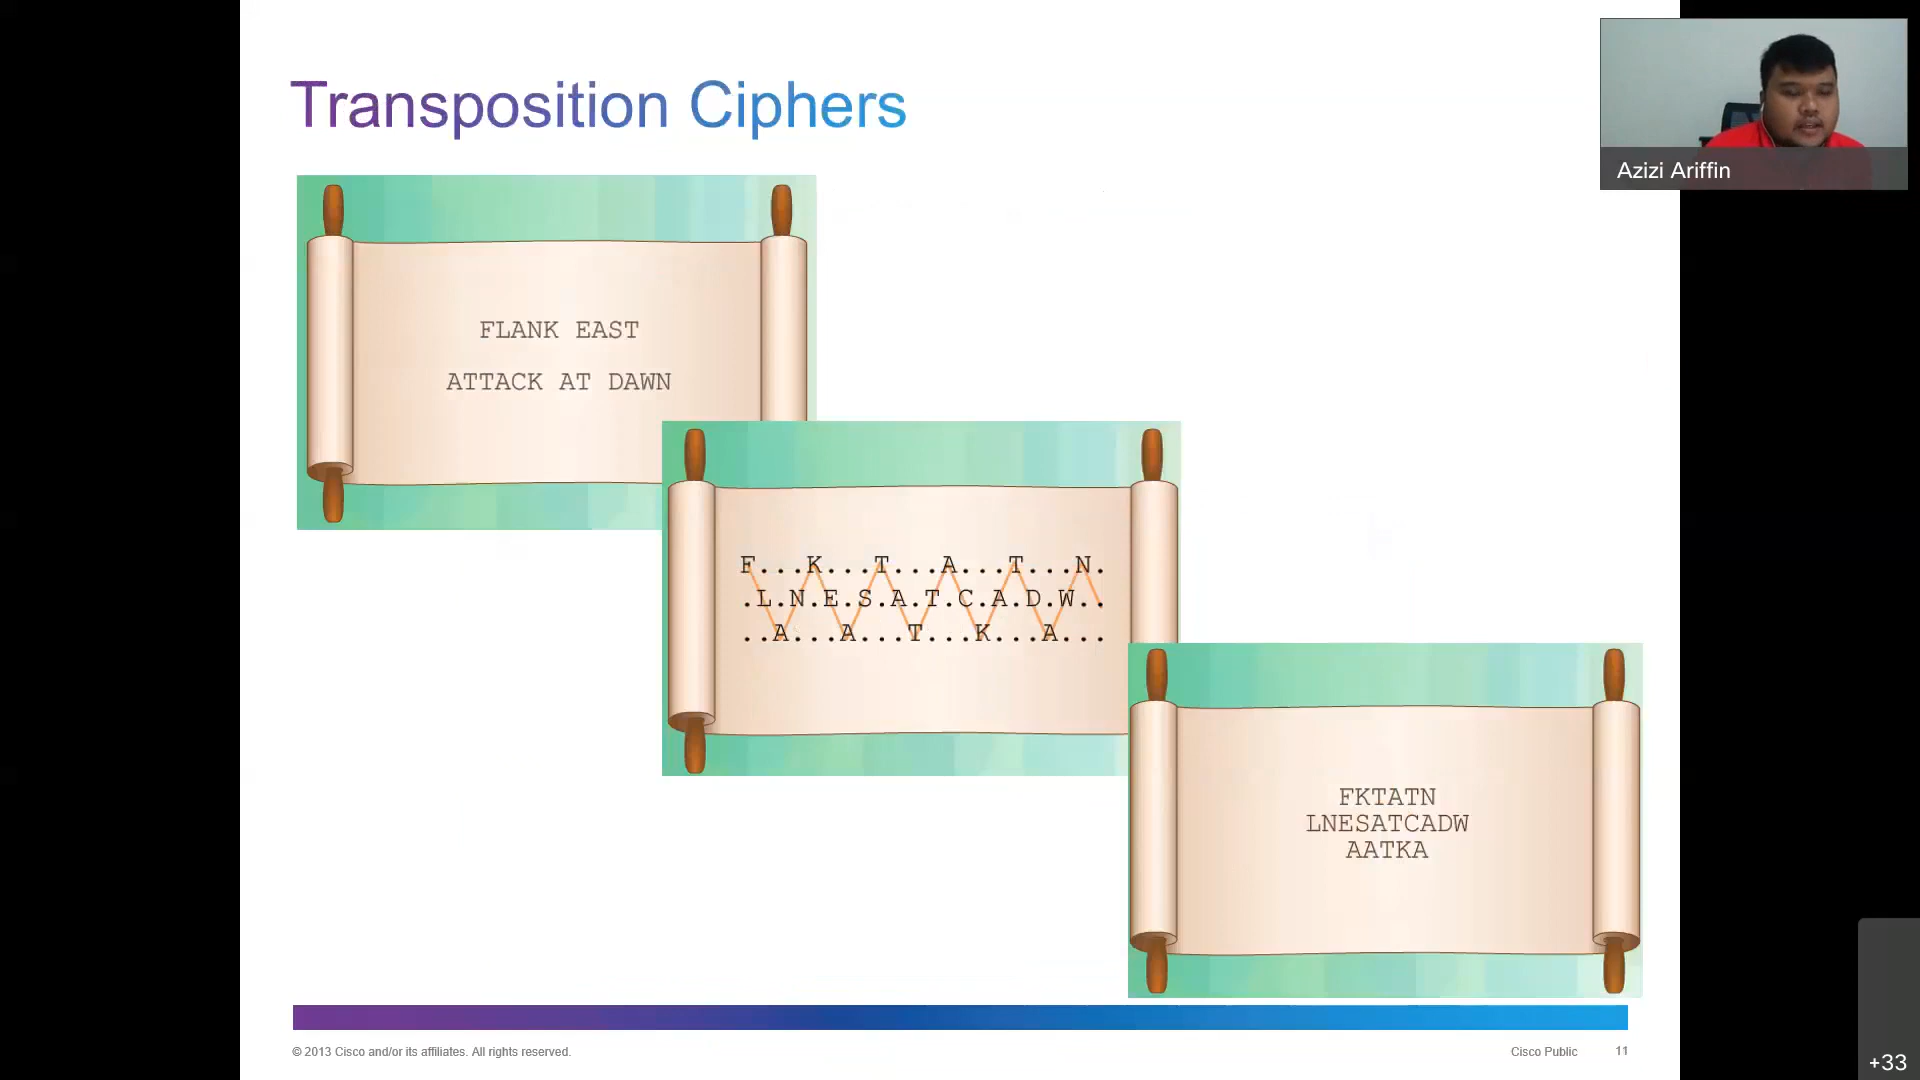 Transposition Ciphers
Azizi Ariffin
FLANK EAST
ATTACK AT DAWN
F...K...T...A...T...N.
.L.N.E.S.A.T.C.A.D.W..
..A...A...T...K...A...
FKTATN
LNESATCADW
AATKA
© 2013 Cisco and/or its affiliates. All rights reserved.
Cisco Public
11
+33